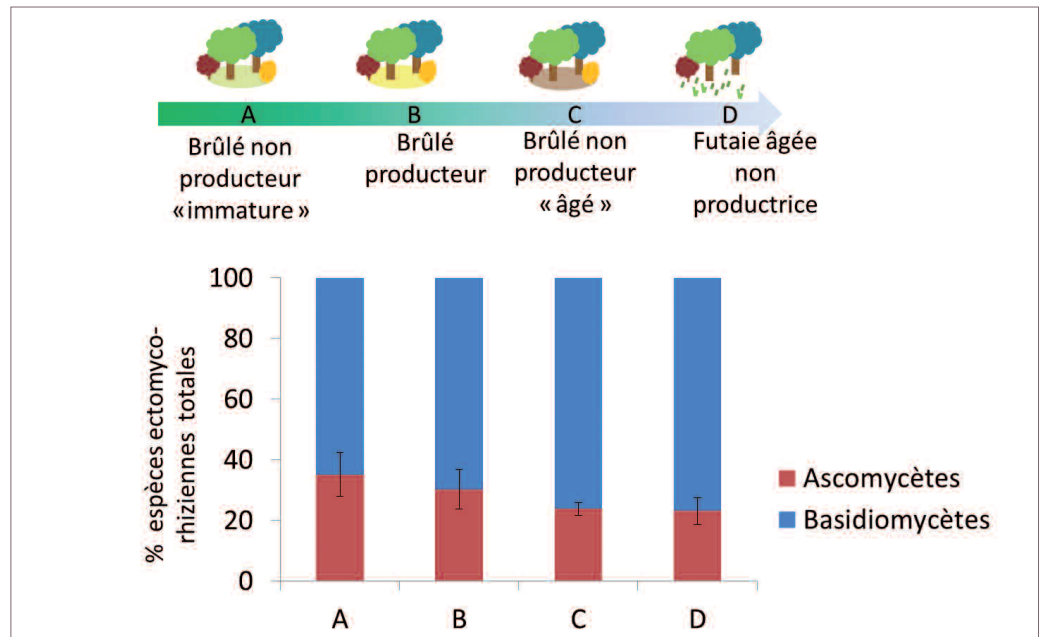 A B C D
Brûlé non
producteur
« immature »
Brûlé
producteur
Brûlé non
producteur
« âgé »
Futaie âgée
non
productrice
% espèces ectomyco-
rhiziennes totales
100
80
60
40
20
0
A B C D
Ascomycètes
Basidiomycètes